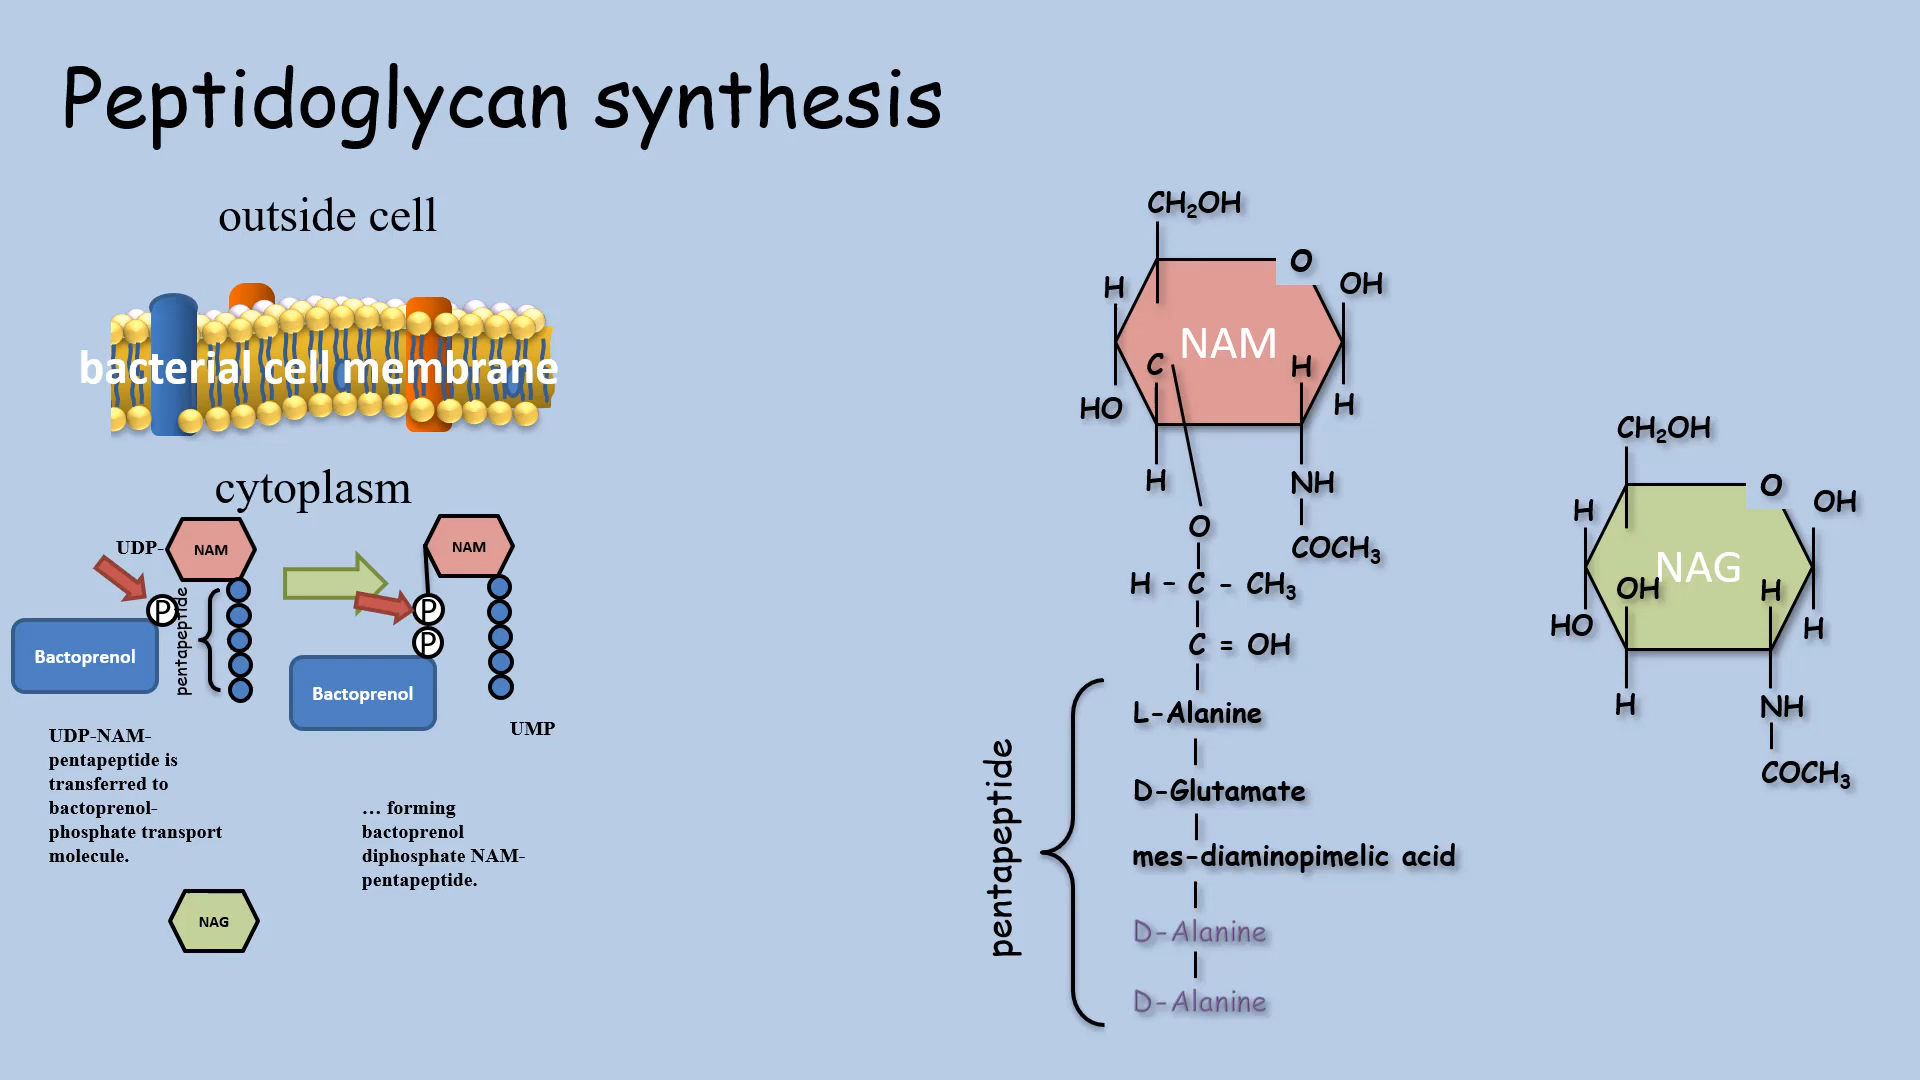 Peptidoglycan synthesis
outside cell
bacterial cell membrane
cytoplasm
UDP-
NAM
P
pentapeptide
Bactoprenol
NAM
P
P
Bactoprenol
UMP
UDP-NAM-
pentapeptide is
transferred to
bactoprenol-
phosphate transport
molecule.
… forming
bactoprenol
diphosphate NAM-
pentapeptide.
NAG
CH₂OH
O
H
OH
NAM
C
H
HO
H
H
NH
O
COCH₃
H - C - CH₃
C = OH
pentapeptide
L-Alanine
D-Glutamate
mes-diaminopimelic acid
D-Alanine
D-Alanine
CH₂OH
O
H
OH
NAG
OH
H
HO
H
H
NH
COCH₃